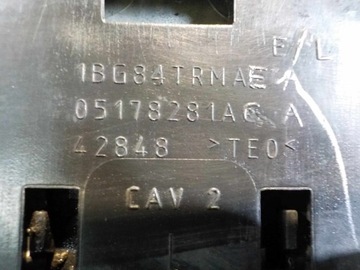 E/L
1BG84TRMAE A
05178281AC A
42848 >TEO<
CAV 2